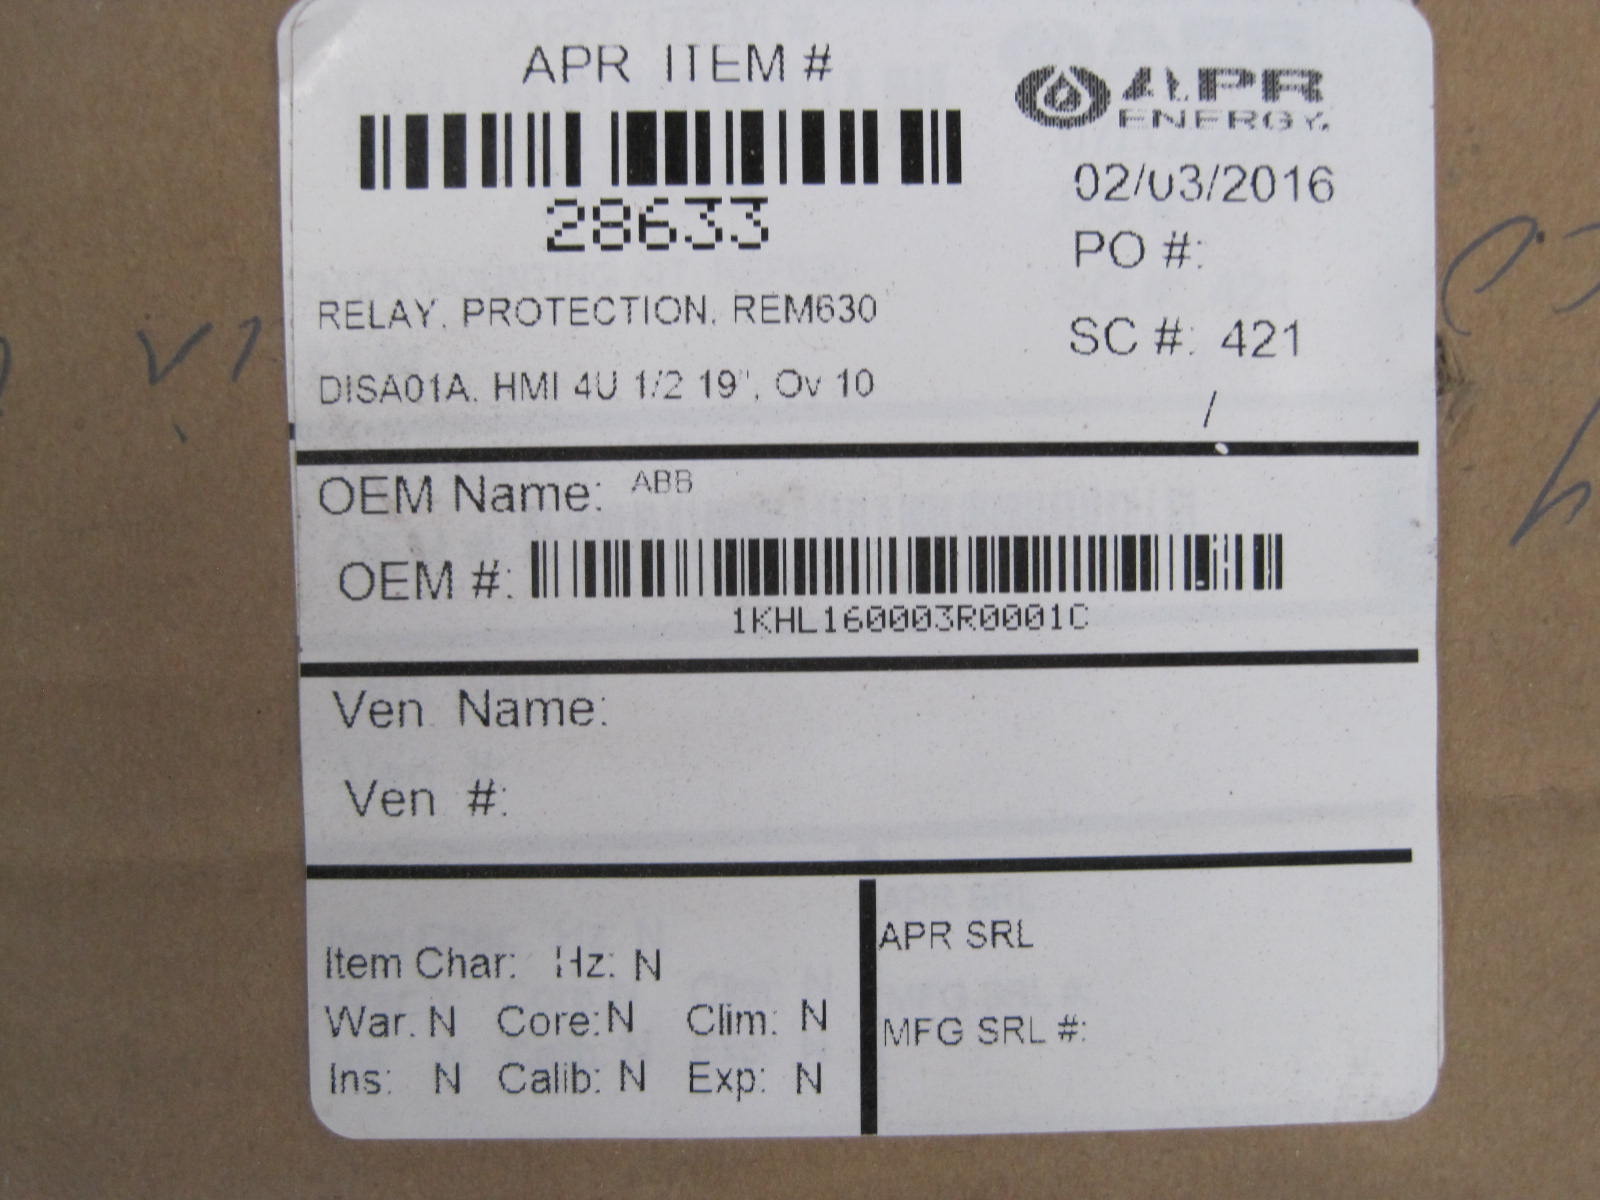 APR ITEM #
APR
ENERGY.
28633
02/03/2016
PO #:
RELAY, PROTECTION, REM630
SC #: 421
DISA01A, HMI 4U 1/2 19", Ov 10
/
OEM Name: ABB
OEM #:
1KHL160003R0001C
Ven Name:
Ven #:
Item Char: Hz: N
War. N Core: N Clim: N
Ins: N Calib: N Exp: N
APR SRL
MFG SRL #: